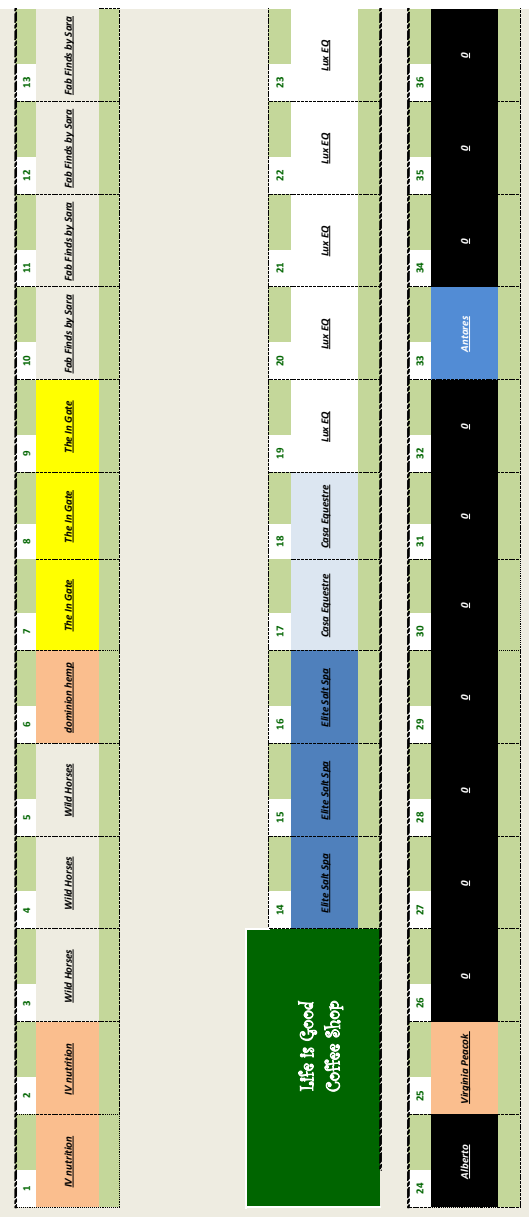 1
IV nutrition
2
IV nutrition
3
Wild Horses
4
Wild Horses
5
Wild Horses
6
dominion hemp
7
The In Gate
8
The In Gate
9
The In Gate
10
Fab Finds by Sara
11
Fab Finds by Sara
12
Fab Finds by Sara
13
Fab Finds by Sara
Life is Good
Coffee Shop
14
Elite Salt Spa
15
Elite Salt Spa
16
Elite Salt Spa
17
Casa Equestre
18
Casa Equestre
19
Lux EQ
20
Lux EQ
21
Lux EQ
22
Lux EQ
23
Lux EQ
24
Alberto
25
Virginia Peacok
26
0
27
0
28
0
29
0
30
0
31
0
32
0
33
Antares
34
0
35
0
36
0